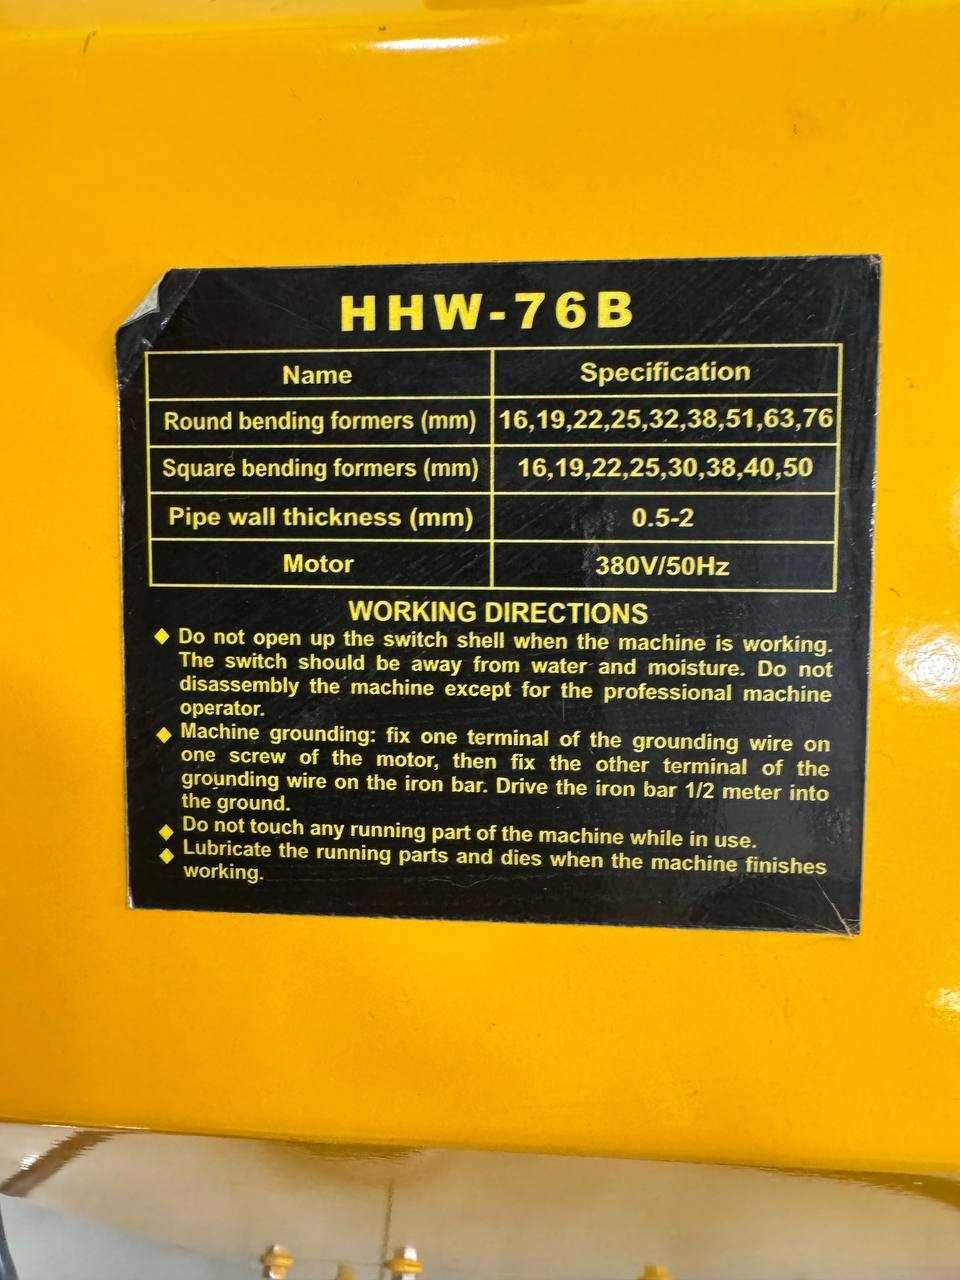 HHW-76B
Name Specification
Round bending formers (mm) 16,19,22,25,32,38,51,63,76
Square bending formers (mm) 16,19,22,25,30,38,40,50
Pipe wall thickness (mm) 0.5-2
Motor 380V/50Hz
WORKING DIRECTIONS
◆ Do not open up the switch shell when the machine is working.
The switch should be away from water and moisture. Do not
disassembly the machine except for the professional machine
operator.
◆ Machine grounding: fix one terminal of the grounding wire on
one screw of the motor, then fix the other terminal of the
grounding wire on the iron bar. Drive the iron bar 1/2 meter into
the ground.
◆ Do not touch any running part of the machine while in use.
◆ Lubricate the running parts and dies when the machine finishes
working.